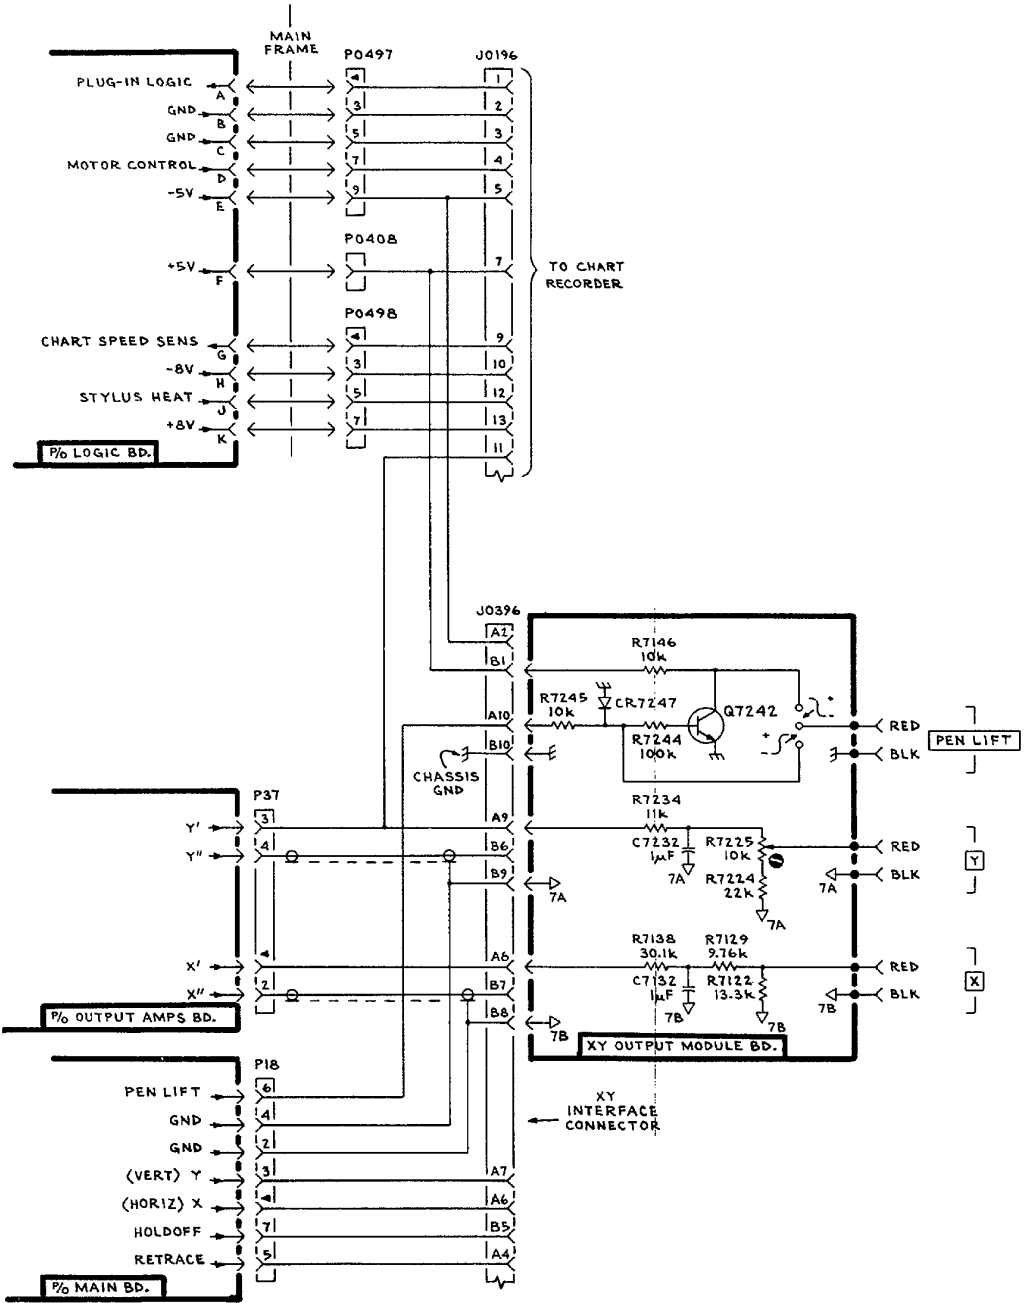 MAIN
FRAME
P0497
J0196
PLUG-IN LOGIC
A
1
GND
B
3
2
GND
C
5
3
MOTOR CONTROL
D
7
4
-5V
E
9
5
P0408
+5V
F
7
TO CHART
RECORDER
P0498
CHART SPEED SENS
G
9
-8V
H
3
10
STYLUS HEAT
J
5
12
+8V
K
7
13
11
P/O LOGIC BD.
J0396
A2
B1
R7146
10K
R7245
10K
CR7247
Q7242
A10
R7244
100K
B10
CHASSIS
GND
+
-
+
-
RED
BLK
PEN LIFT
P37
Y'
3
A9
R7234
11K
Y"
4
B6
C7232
1µF
7A
R7225
10K
RED
Y
B9
7A
R7224
22K
7A
7A
BLK
X'
A6
R7138
30.1K
R7129
9.76K
RED
X"
2
B7
C7132
1µF
7B
R7122
13.3K
7B
7B
BLK
X
B8
7B
P/O OUTPUT AMPS BD.
XY OUTPUT MODULE BD.
P18
PEN LIFT
6
GND
4
GND
2
XY
INTERFACE
CONNECTOR
(VERT) Y
3
A7
(HORIZ) X
A6
HOLDOFF
7
B5
RETRACE
5
A4
P/O MAIN BD.